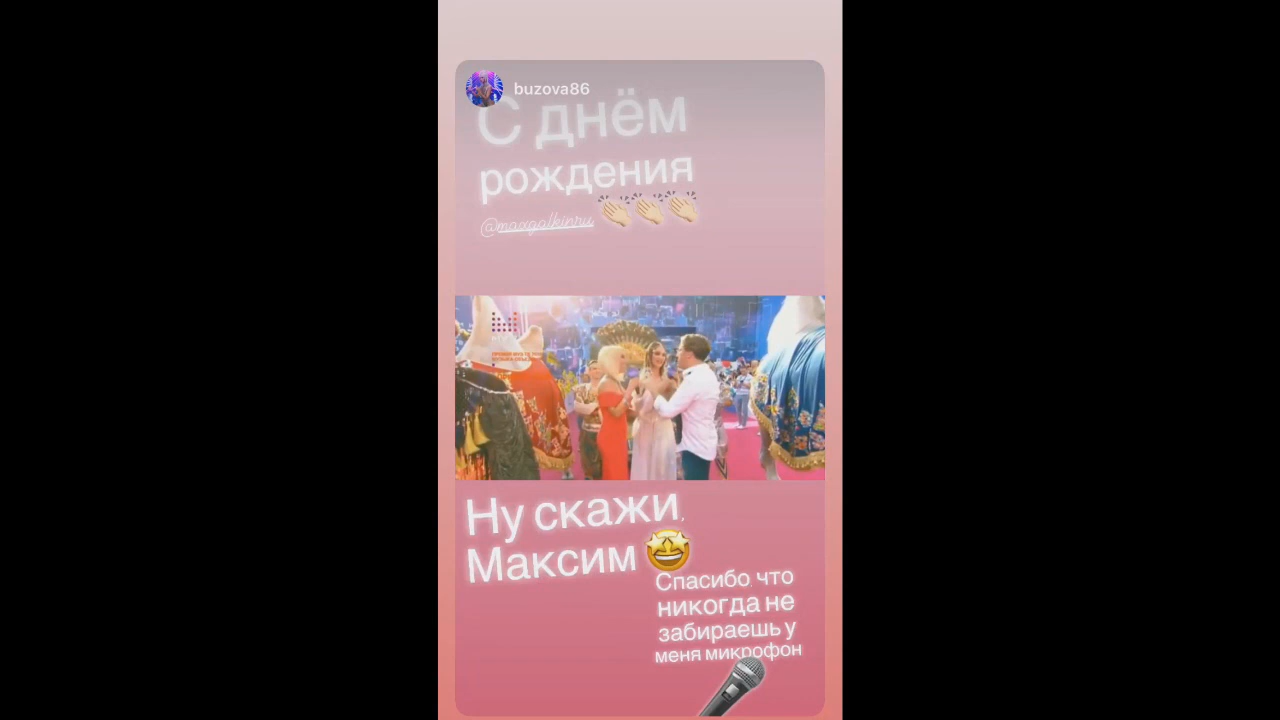 buzova86
С днём
рождения
@maxgalkinru
Ну скажи,
Максим
Спасибо, что
никогда не
забираешь у
меня микрофон